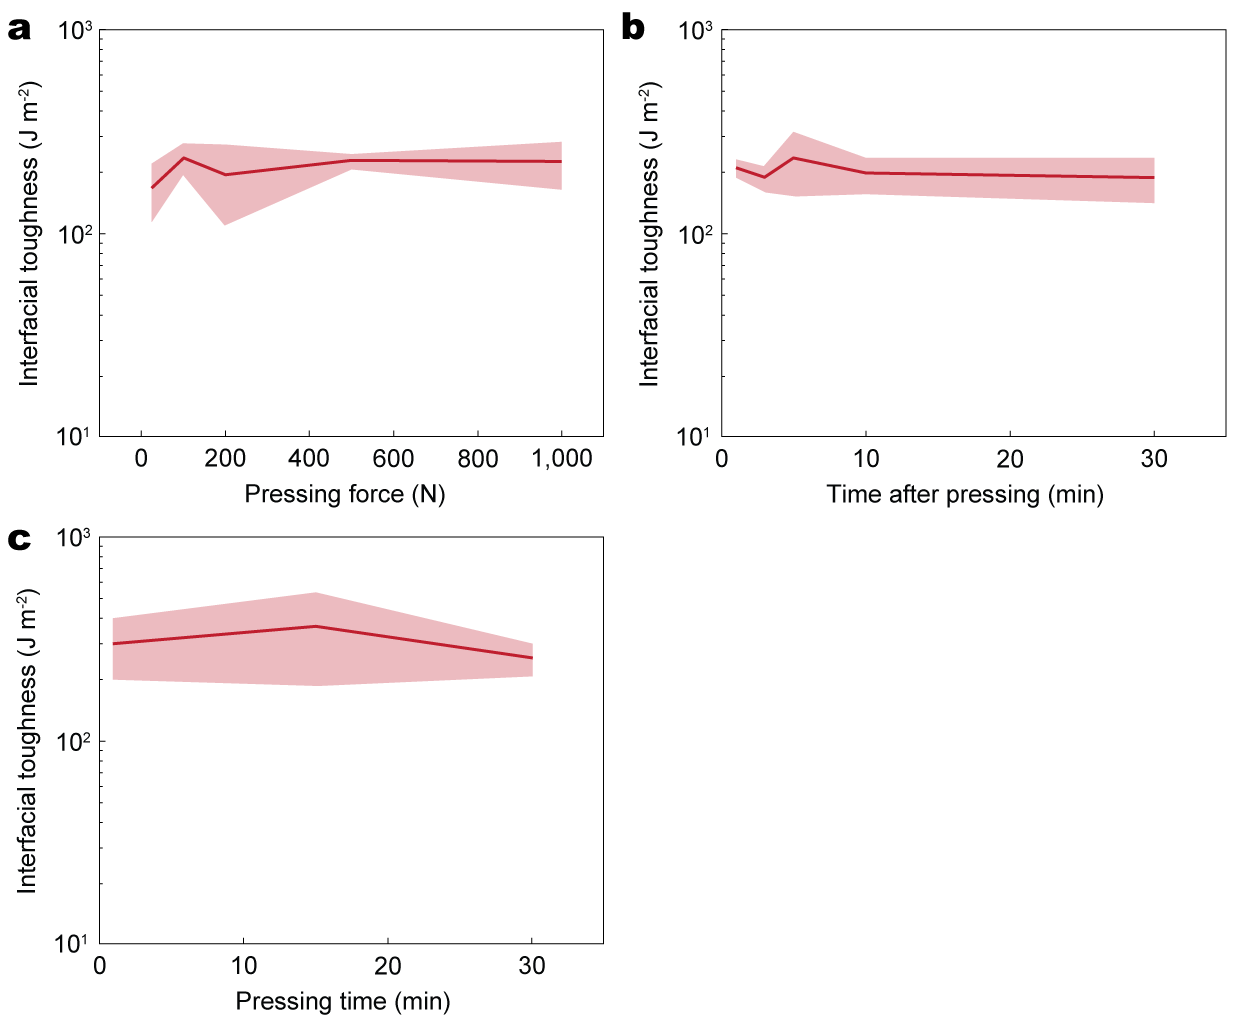 a
10³
10²
10¹
Interfacial toughness (J m⁻²)
0 200 400 600 800 1,000
Pressing force (N)
b
10³
10²
10¹
Interfacial toughness (J m⁻²)
0 10 20 30
Time after pressing (min)
c
10³
10²
10¹
Interfacial toughness (J m⁻²)
0 10 20 30
Pressing time (min)